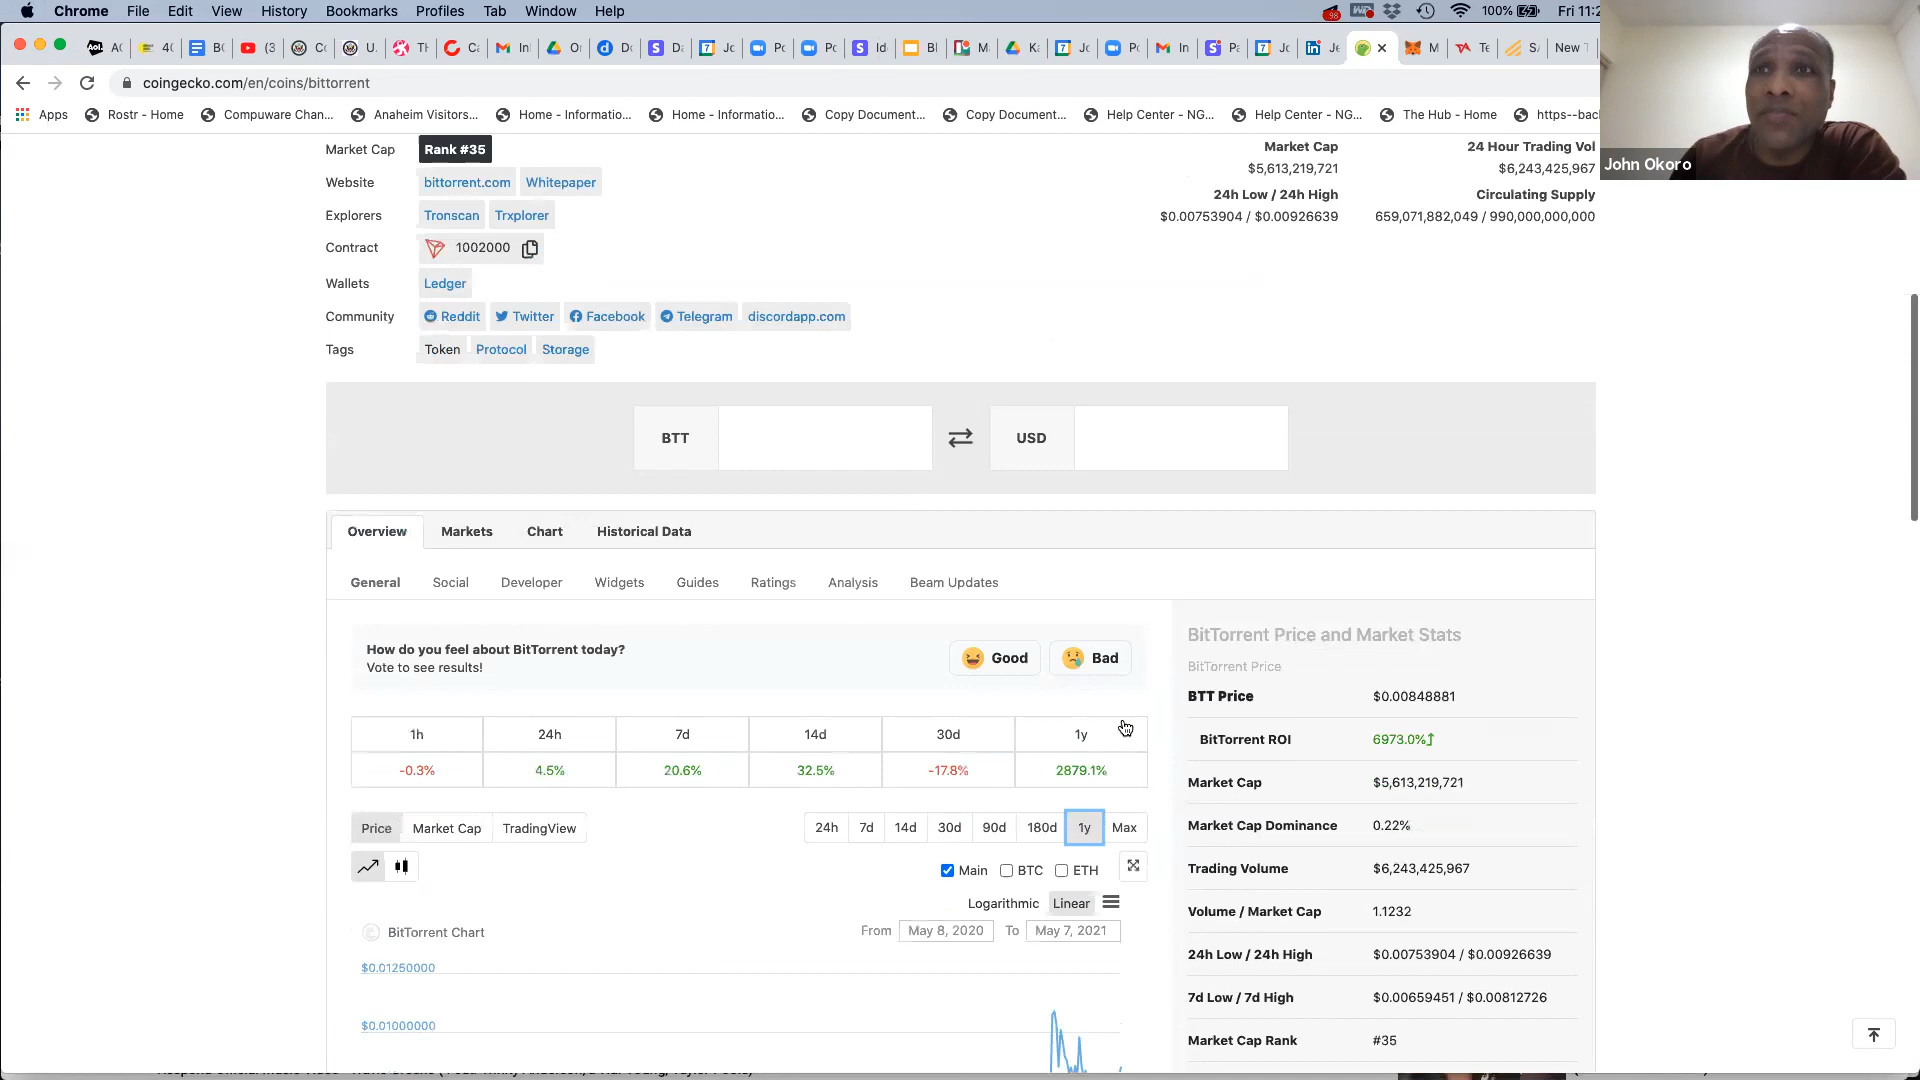 Chrome File Edit View History Bookmarks Profiles Tab Window Help 98 100% Fri 11:2
coingecko.com/en/coins/bittorrent
Apps Rostr - Home Compuware Chan... Anaheim Visitors... Home - Informatio... Home - Informatio... Copy Document... Copy Document... Help Center - NG... Help Center - NG... The Hub - Home https--bac
John Okoro
Market Cap Rank #35
Website bittorrent.com Whitepaper
Explorers Tronscan Trxplorer
Contract 1002000
Wallets Ledger
Community Reddit Twitter Facebook Telegram discordapp.com
Tags Token Protocol Storage
Market Cap 24 Hour Trading Vol
$5,613,219,721 $6,243,425,967
24h Low / 24h High Circulating Supply
$0.00753904 / $0.00926639 659,071,882,049 / 990,000,000,000
BTT USD
Overview Markets Chart Historical Data
General Social Developer Widgets Guides Ratings Analysis Beam Updates
How do you feel about BitTorrent today?
Vote to see results!
Good Bad
1h 24h 7d 14d 30d 1y
-0.3% 4.5% 20.6% 32.5% -17.8% 2879.1%
Price Market Cap TradingView 24h 7d 14d 30d 90d 180d 1y Max
Main BTC ETH
Logarithmic Linear
BitTorrent Chart From May 8, 2020 To May 7, 2021
$0.01250000
$0.01000000
BitTorrent Price and Market Stats
BitTorrent Price
BTT Price $0.00848881
BitTorrent ROI 6973.0%
Market Cap $5,613,219,721
Market Cap Dominance 0.22%
Trading Volume $6,243,425,967
Volume / Market Cap 1.1232
24h Low / 24h High $0.00753904 / $0.00926639
7d Low / 7d High $0.00659451 / $0.00812726
Market Cap Rank #35